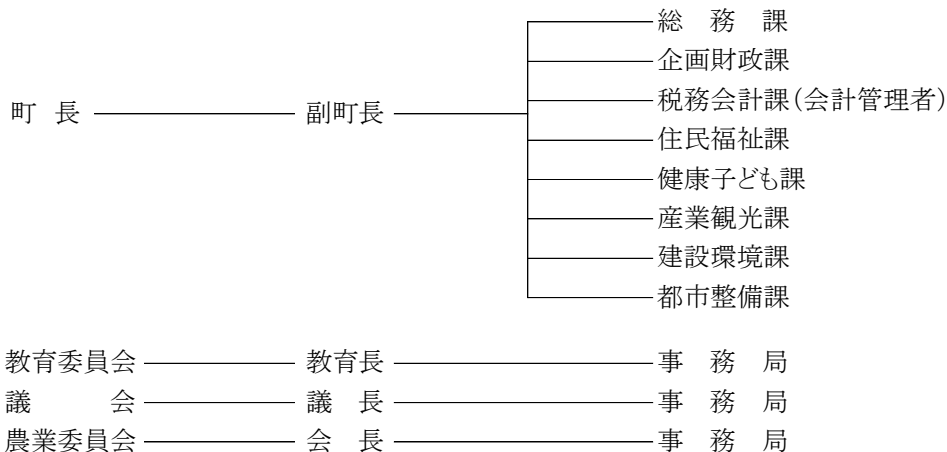 総務課
企画財政課
税務会計課(会計管理者)
町長 副町長
住民福祉課
健康子ども課
産業観光課
建設環境課
都市整備課
教育委員会 教育長 事務局
議会 議長 事務局
農業委員会 会長 事務局